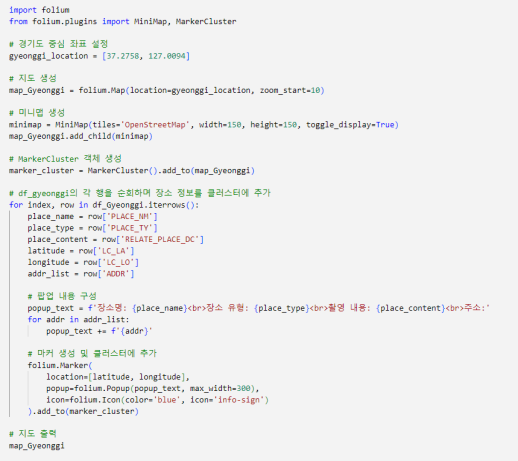 import folium
from folium.plugins import MiniMap, MarkerCluster
# 경기도 중심 좌표 설정
gyeonggi_location = [37.2758, 127.0094]
# 지도 생성
map_Gyeonggi = folium.Map(location=gyeonggi_location, zoom_start=10)
# 미니맵 생성
minimap = MiniMap(tiles='OpenStreetMap', width=150, height=150, toggle_display=True)
map_Gyeonggi.add_child(minimap)
# MarkerCluster 객체 생성
marker_cluster = MarkerCluster().add_to(map_Gyeonggi)
# df_gyeonggi의 각 행을 순회하며 장소 정보를 클러스터에 추가
for index, row in df_Gyeonggi.iterrows():
    place_name = row['PLACE_NM']
    place_type = row['PLACE_TY']
    place_content = row['RELATE_PLACE_DC']
    latitude = row['LC_LA']
    longitude = row['LC_LO']
    addr_list = row['ADDR']
    # 팝업 내용 구성
    popup_text = f'장소명: {place_name}<br>장소 유형: {place_type}<br>촬영 내용: {place_content}<br>주소:'
    for addr in addr_list:
        popup_text += f'{addr}'
    # 마커 생성 및 클러스터에 추가
    folium.Marker(
        location=[latitude, longitude],
        popup=folium.Popup(popup_text, max_width=300),
        icon=folium.Icon(color='blue', icon='info-sign')
    ).add_to(marker_cluster)
# 지도 출력
map_Gyeonggi